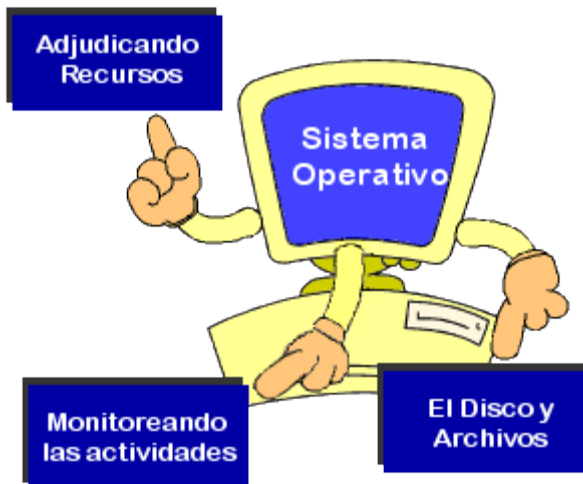 Adjudicando
Recursos
Sistema
Operativo
Monitoreando
las actividades
El Disco y
Archivos